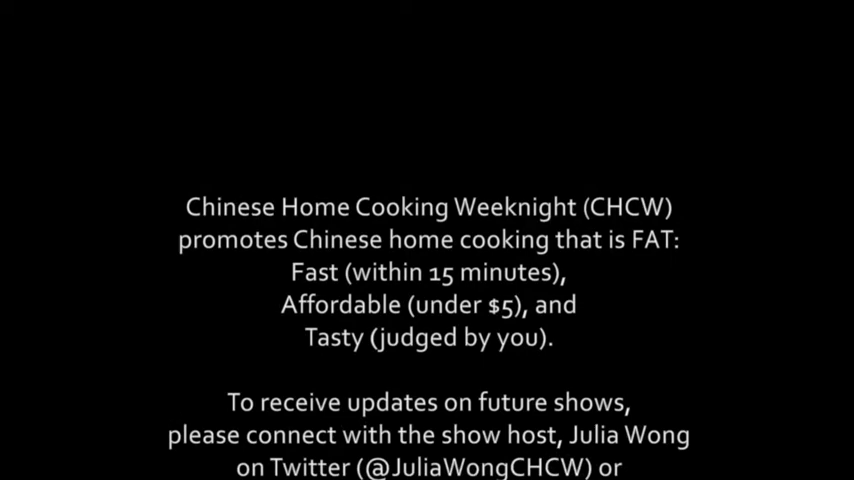 Chinese Home Cooking Weeknight (CHCW)
promotes Chinese home cooking that is FAT:
Fast (within 15 minutes),
Affordable (under $5), and
Tasty (judged by you).
To receive updates on future shows,
please connect with the show host, Julia Wong
on Twitter (@JuliaWongCHCW) or